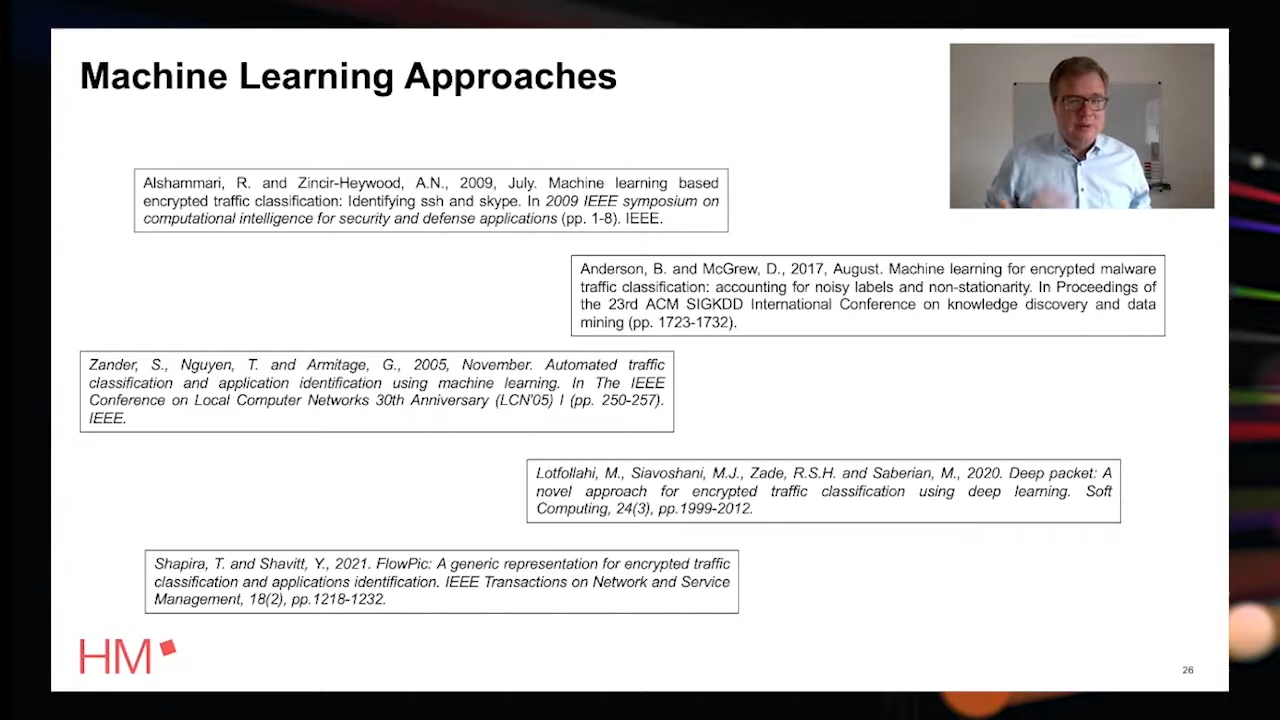 Machine Learning Approaches
Alshammari, R. and Zincir-Heywood, A.N., 2009, July. Machine learning based
encrypted traffic classification: Identifying ssh and skype. In 2009 IEEE symposium on
computational intelligence for security and defense applications (pp. 1-8). IEEE.
Anderson, B. and McGrew, D., 2017, August. Machine learning for encrypted malware
traffic classification: accounting for noisy labels and non-stationarity. In Proceedings of
the 23rd ACM SIGKDD International Conference on knowledge discovery and data
mining (pp. 1723-1732).
Zander, S., Nguyen, T. and Armitage, G., 2005, November. Automated traffic
classification and application identification using machine learning. In The IEEE
Conference on Local Computer Networks 30th Anniversary (LCN'05) l (pp. 250-257).
IEEE.
Lotfollahi, M., Siavoshani, M.J., Zade, R.S.H. and Saberian, M., 2020. Deep packet: A
novel approach for encrypted traffic classification using deep learning. Soft
Computing, 24(3), pp.1999-2012.
Shapira, T. and Shavitt, Y., 2021. FlowPic: A generic representation for encrypted traffic
classification and applications identification. IEEE Transactions on Network and Service
Management, 18(2), pp.1218-1232.
HM
26